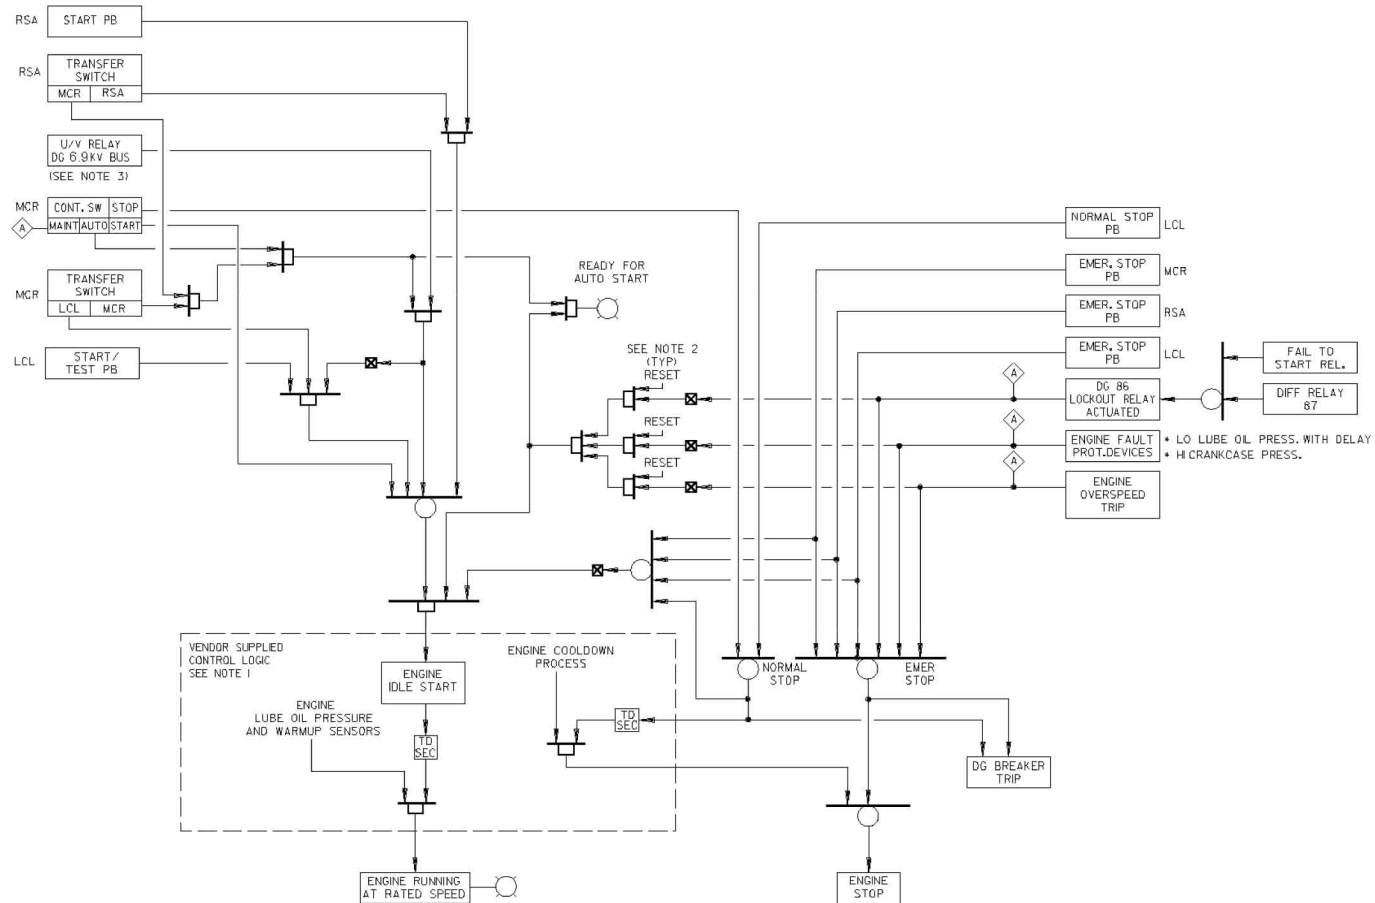 RSA
START PB
RSA
TRANSFER
SWITCH
MCR
RSA
U/V RELAY
DG 6.9KV BUS
(SEE NOTE 3)
MCR
CONT. SW
STOP
A
MAINT
AUTO
START
MCR
TRANSFER
SWITCH
LCL
MCR
LCL
START/
TEST PB
READY FOR
AUTO START
SEE NOTE 2
(TYP)
RESET
RESET
RESET
NORMAL STOP
PB
LCL
EMER. STOP
PB
MCR
EMER. STOP
PB
RSA
EMER. STOP
PB
LCL
A
DG 86
LOCKOUT RELAY
ACTUATED
FAIL TO
START REL.
DIFF RELAY
87
A
ENGINE FAULT
PROT.DEVICES
* LO LUBE OIL PRESS. WITH DELAY
* HI CRANKCASE PRESS.
A
ENGINE
OVERSPEED
TRIP
VENDOR SUPPLIED
CONTROL LOGIC
SEE NOTE 1
ENGINE
IDLE START
ENGINE COOLDOWN
PROCESS
NORMAL
STOP
EMER
STOP
ENGINE
LUBE OIL PRESSURE
AND WARMUP SENSORS
TD
SEC
TD
SEC
DG BREAKER
TRIP
ENGINE RUNNING
AT RATED SPEED
ENGINE
STOP